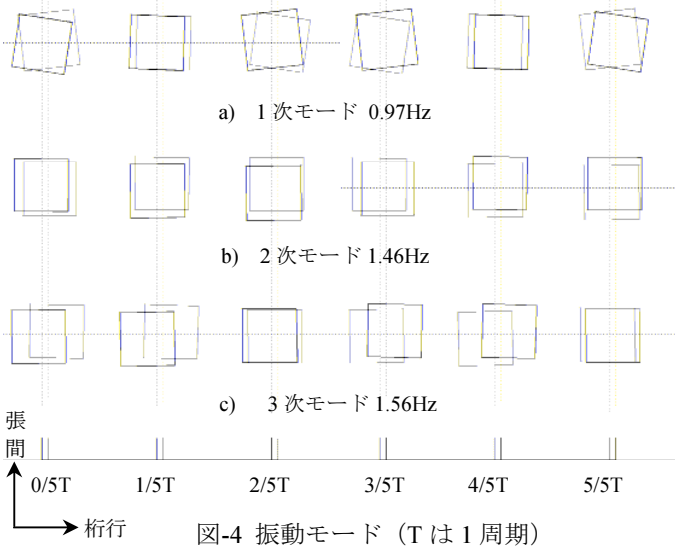 a) 1 次モード 0.97Hz
b) 2 次モード 1.46Hz
c) 3 次モード 1.56Hz
張間
0/5T 1/5T 2/5T 3/5T 4/5T 5/5T
桁行
図-4 振動モード（T は 1 周期）